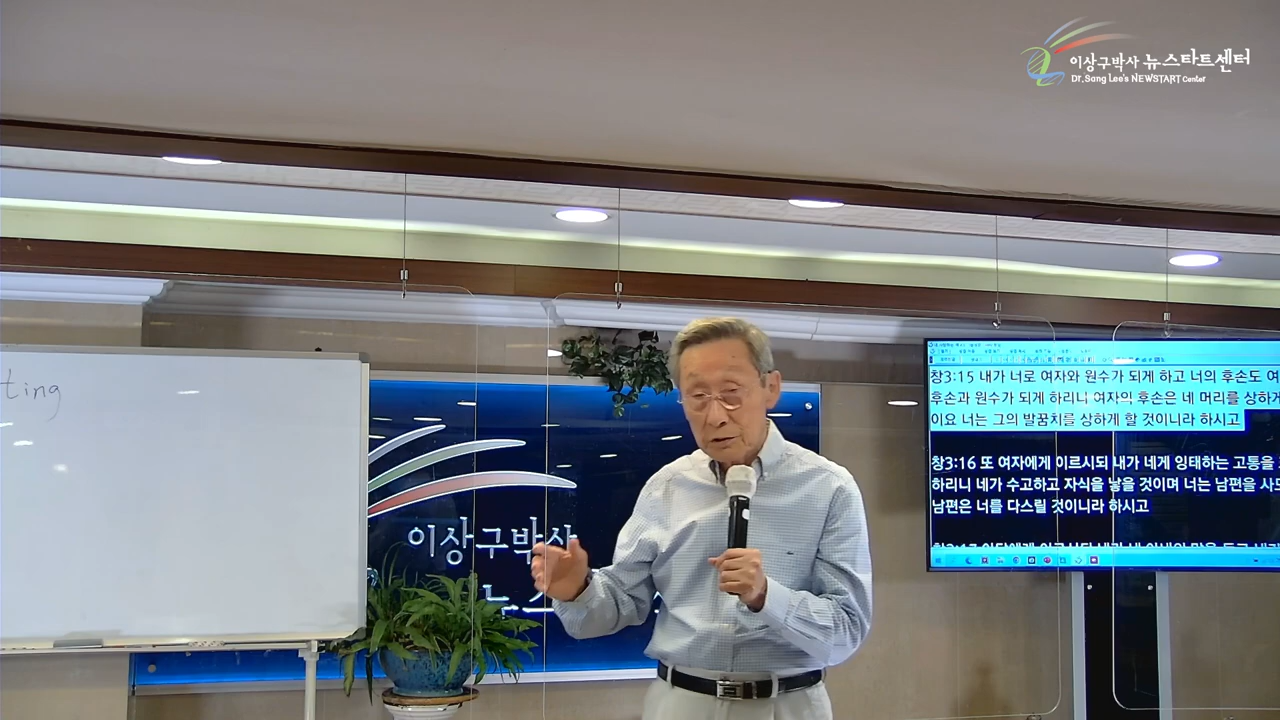 이상구박사 뉴스타트센터
Dr. Sang Lee's NEWSTART Center
ting
이상구박사
뉴스
창3:15 내가 너로 여자와 원수가 되게 하고 너의 후손도 여
후손과 원수가 되게 하리니 여자의 후손은 네 머리를 상하게
이요 너는 그의 발꿈치를 상하게 할 것이니라 하시고
창3:16 또 여자에게 이르시되 내가 네게 잉태하는 고통을
하리니 네가 수고하고 자식을 낳을 것이며 너는 남편을 사모
남편은 너를 다스릴 것이니라 하시고